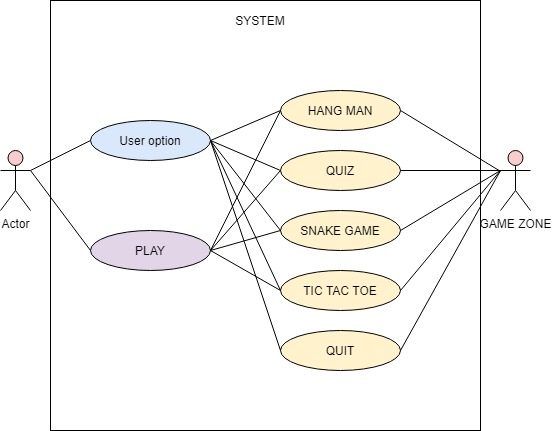 SYSTEM
HANG MAN
User option
QUIZ
Actor
GAME ZONE
SNAKE GAME
PLAY
TIC TAC TOE
QUIT